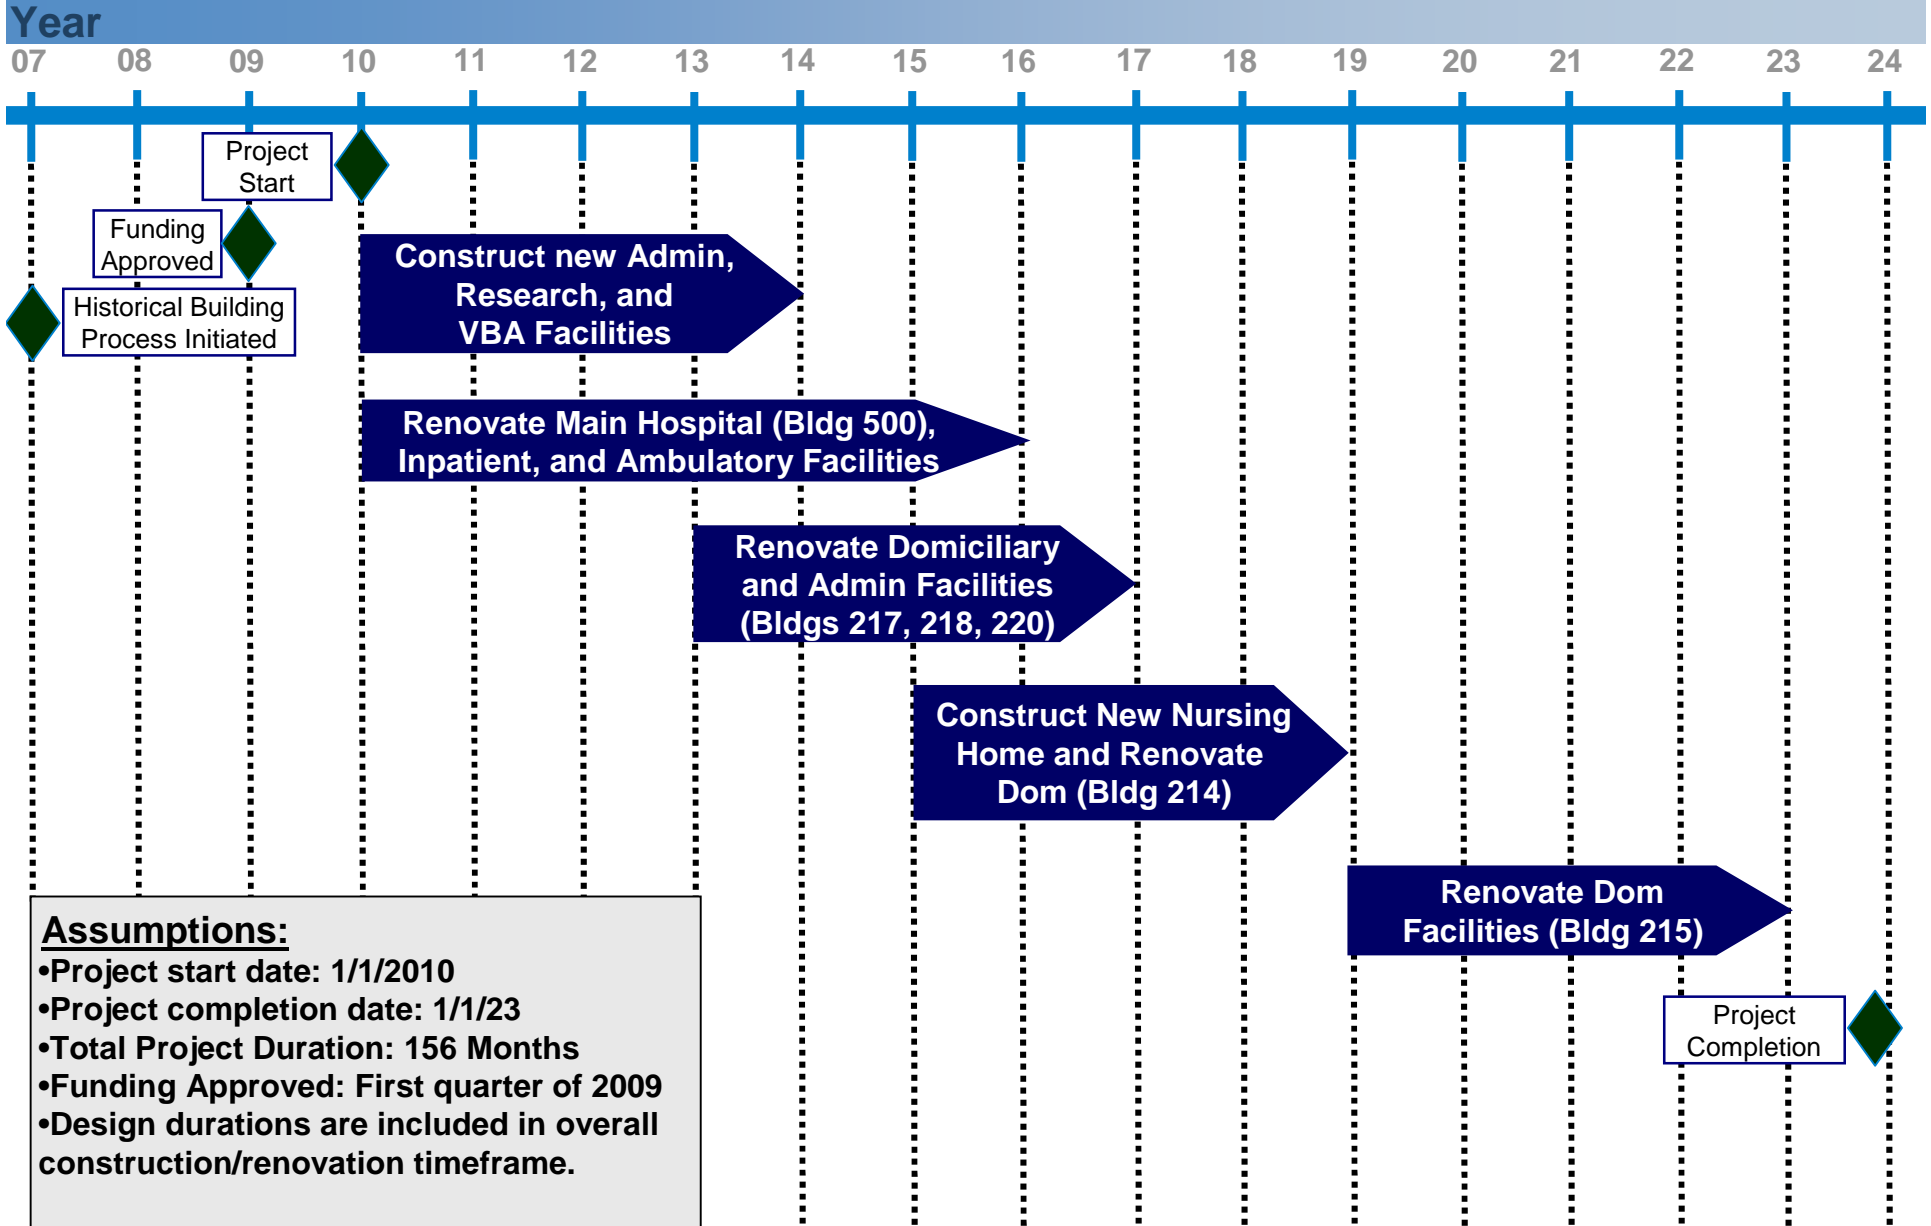 Year
07 08 09 10 11 12 13 14 15 16 17 18 19 20 21 22 23 24
Project
Start
Funding
Approved
Historical Building
Process Initiated
Construct new Admin,
Research, and
VBA Facilities
Renovate Main Hospital (Bldg 500),
Inpatient, and Ambulatory Facilities
Renovate Domiciliary
and Admin Facilities
(Bldgs 217, 218, 220)
Construct New Nursing
Home and Renovate
Dom (Bldg 214)
Renovate Dom
Facilities (Bldg 215)
Project
Completion
Assumptions:
•Project start date: 1/1/2010
•Project completion date: 1/1/23
•Total Project Duration: 156 Months
•Funding Approved: First quarter of 2009
•Design durations are included in overall
construction/renovation timeframe.